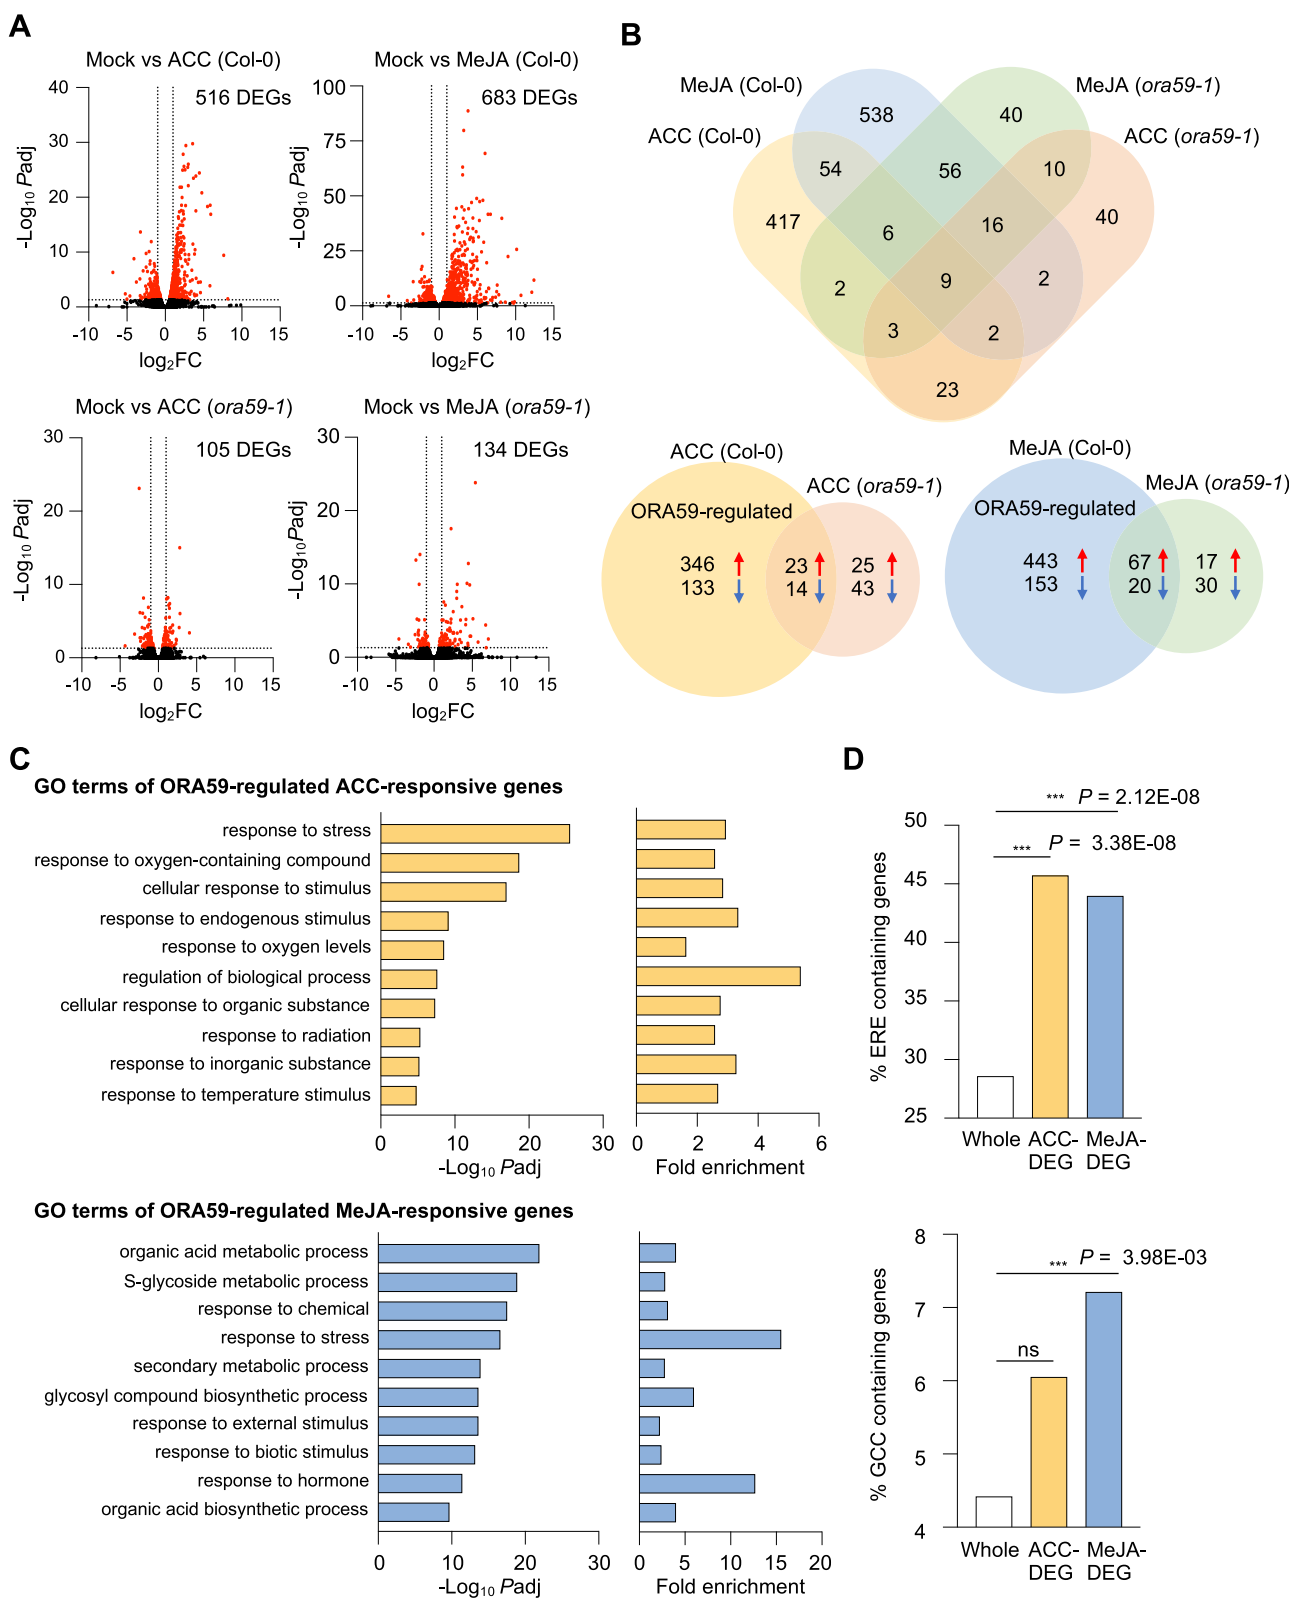 A
Mock vs ACC (Col-0)
516 DEGs
-Log10 Padj
40
30
20
10
0
-10 -5 0 5 10 15
log2FC
Mock vs MeJA (Col-0)
683 DEGs
-Log10 Padj
100
75
50
25
0
-10 -5 0 5 10 15
log2FC
Mock vs ACC (ora59-1)
105 DEGs
-Log10Padj
30
20
10
0
-10 -5 0 5 10 15
log2FC
Mock vs MeJA (ora59-1)
134 DEGs
-Log10Padj
30
20
10
0
-10 -5 0 5 10 15
log2FC
B
MeJA (Col-0)
MeJA (ora59-1)
ACC (Col-0)
ACC (ora59-1)
538 40
54 56 10
417 6 16 40
2 9 2
3 2
23
ACC (Col-0)
ACC (ora59-1)
ORA59-regulated
346 ↑ 23 ↑ 25 ↑
133 ↓ 14 ↓ 43 ↓
MeJA (Col-0)
MeJA (ora59-1)
ORA59-regulated
443 ↑ 67 ↑ 17 ↑
153 ↓ 20 ↓ 30 ↓
C
GO terms of ORA59-regulated ACC-responsive genes
response to stress
response to oxygen-containing compound
cellular response to stimulus
response to endogenous stimulus
response to oxygen levels
regulation of biological process
cellular response to organic substance
response to radiation
response to inorganic substance
response to temperature stimulus
0 10 20 30
-Log10 Padj
0 2 4 6
Fold enrichment
GO terms of ORA59-regulated MeJA-responsive genes
organic acid metabolic process
S-glycoside metabolic process
response to chemical
response to stress
secondary metabolic process
glycosyl compound biosynthetic process
response to external stimulus
response to biotic stimulus
response to hormone
organic acid biosynthetic process
0 10 20 30
-Log10 Padj
0 5 10 15 20
Fold enrichment
D
*** P = 2.12E-08
*** P = 3.38E-08
% ERE containing genes
50
45
40
35
30
25
Whole ACC-DEG MeJA-DEG
*** P = 3.98E-03
ns
% GCC containing genes
8
7
6
5
4
Whole ACC-DEG MeJA-DEG